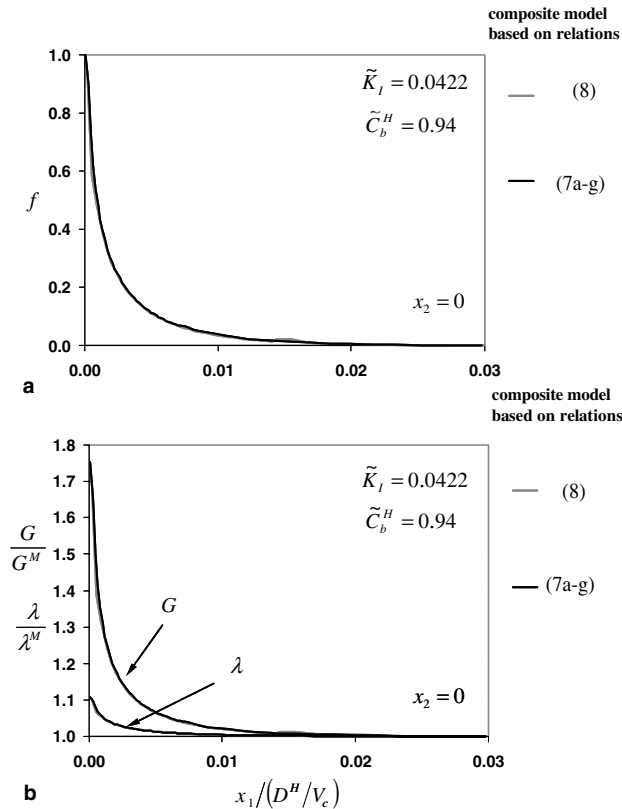 composite model
based on relations
1.0
0.8
0.6
0.4
0.2
0.0
f
K̃_I = 0.0422
C̃_b^H = 0.94
x_2 = 0
(8)
(7a-g)
0.00 0.01 0.02 0.03
a
composite model
based on relations
1.8
1.7
1.6
1.5
1.4
1.3
1.2
1.1
1.0
G/G^M
λ/λ^M
K̃_I = 0.0422
C̃_b^H = 0.94
G
λ
x_2 = 0
(8)
(7a-g)
0.00 0.01 0.02 0.03
b
x_1/(D^H/V_c)